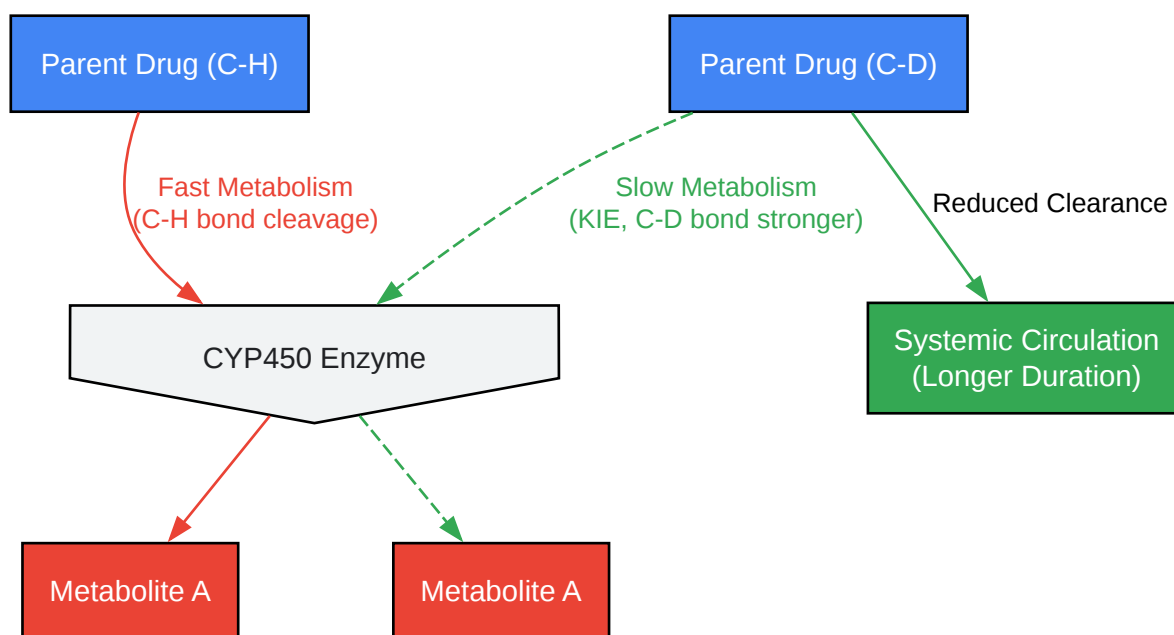 Parent Drug (C-H)
Parent Drug (C-D)
Fast Metabolism
(C-H bond cleavage)
Slow Metabolism
(KIE, C-D bond stronger)
Reduced Clearance
CYP450 Enzyme
Systemic Circulation
(Longer Duration)
Metabolite A
Metabolite A